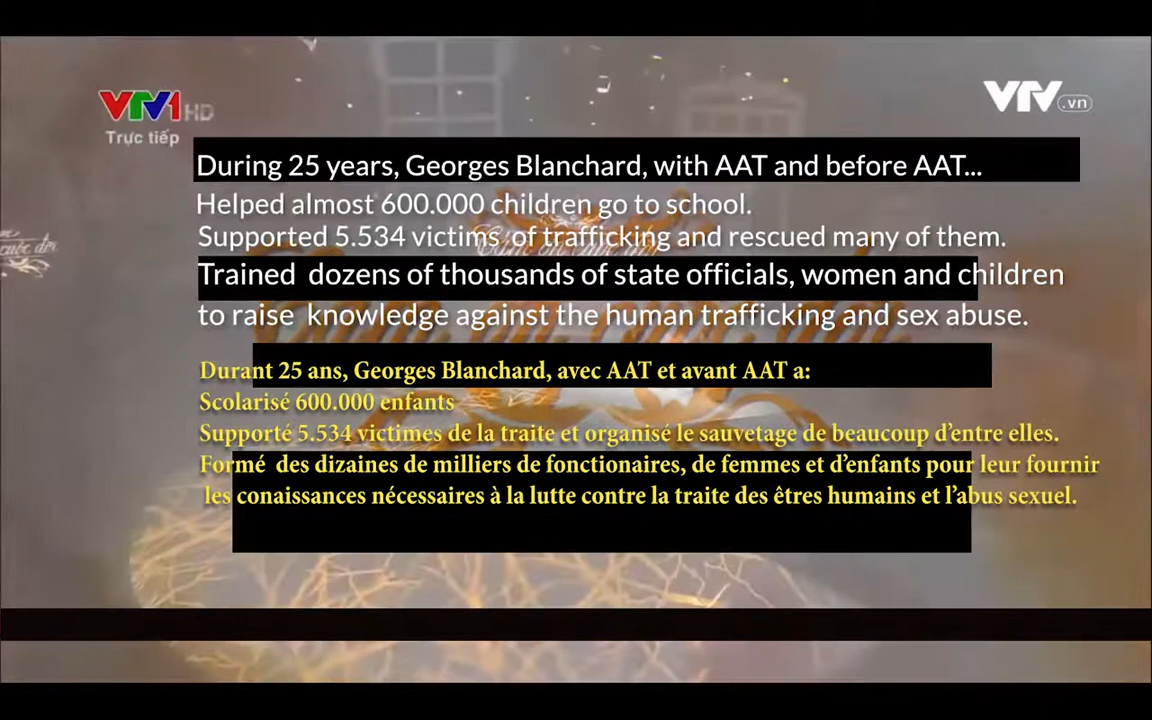 VTV1 HD
VTV.vn
Trực tiếp
During 25 years, Georges Blanchard, with AAT and before AAT...
Helped almost 600.000 children go to school.
Supported 5.534 victims of trafficking and rescued many of them.
Trained dozens of thousands of state officials, women and children
to raise knowledge against the human trafficking and sex abuse.
Durant 25 ans, Georges Blanchard, avec AAT et avant AAT a:
Scolarisé 600.000 enfants
Supporté 5.534 victimes de la traite et organisé le sauvetage de beaucoup d'entre elles.
Formé des dizaines de milliers de fonctionaires, de femmes et d'enfants pour leur fournir
les conaissances nécessaires à la lutte contre la traite des êtres humains et l'abus sexuel.